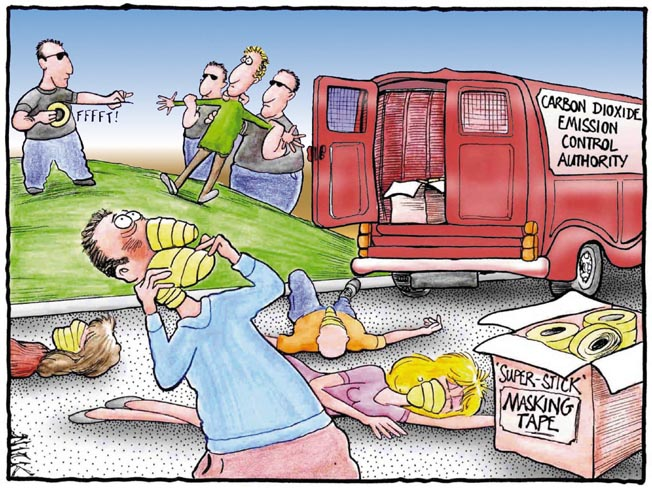 FFFFT!
CARBON DIOXIDE
EMISSION
CONTROL
AUTHORITY
'SUPER-STICK'
MASKING
TAPE